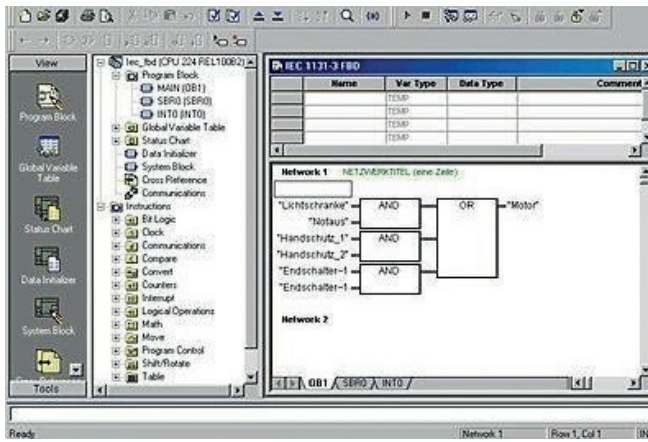 View
Program Block
Global Variable
Table
Status Chart
Data Initializer
System Block
Tools
Iec_fbd (CPU 224 REL100B2)
Program Block
MAIN (OB1)
SBR0 (SBR0)
INT0 (INT0)
Global Variable Table
Status Chart
Data Initializer
System Block
Cross Reference
Communications
Instructions
Bit Logic
Clock
Communications
Compare
Convert
Counters
Interrupt
Logical Operations
Math
Move
Program Control
Shift/Rotate
Table
IEC 1131-3 FBD
Name Var Type Data Type Comment
TEMP
TEMP
TEMP
TEMP
Network 1 NETZWERKTITEL (eine Zeile)
"Lichtschranke" AND OR "Motor"
"Notaus"
"Handschutz_1" AND
"Handschutz_2"
"Endschalter~1 AND
"Endschalter~1
Network 2
OB1 SBR0 INT0
Ready Network 1 Row 1, Col 1 IN